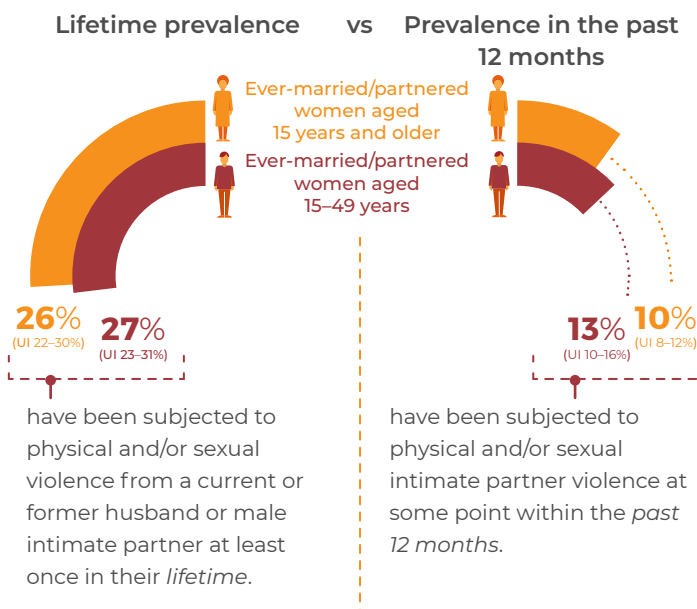 Lifetime prevalence
vs
Prevalence in the past
12 months
Ever-married/partnered
women aged
15 years and older
Ever-married/partnered
women aged
15–49 years
26%
(UI 22–30%)
27%
(UI 23–31%)
13%
(UI 10–16%)
10%
(UI 8–12%)
have been subjected to
physical and/or sexual
violence from a current or
former husband or male
intimate partner at least
once in their lifetime.
have been subjected to
physical and/or sexual
intimate partner violence at
some point within the past
12 months.